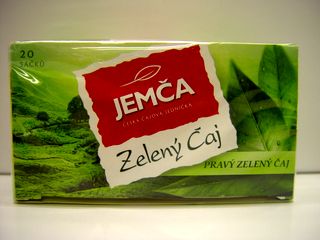 20
SÁČKŮ
JEMČA
ČESKÁ ČAJOVÁ JEDNIČKA
Zelený Čaj
PRAVÝ ZELENÝ ČAJ